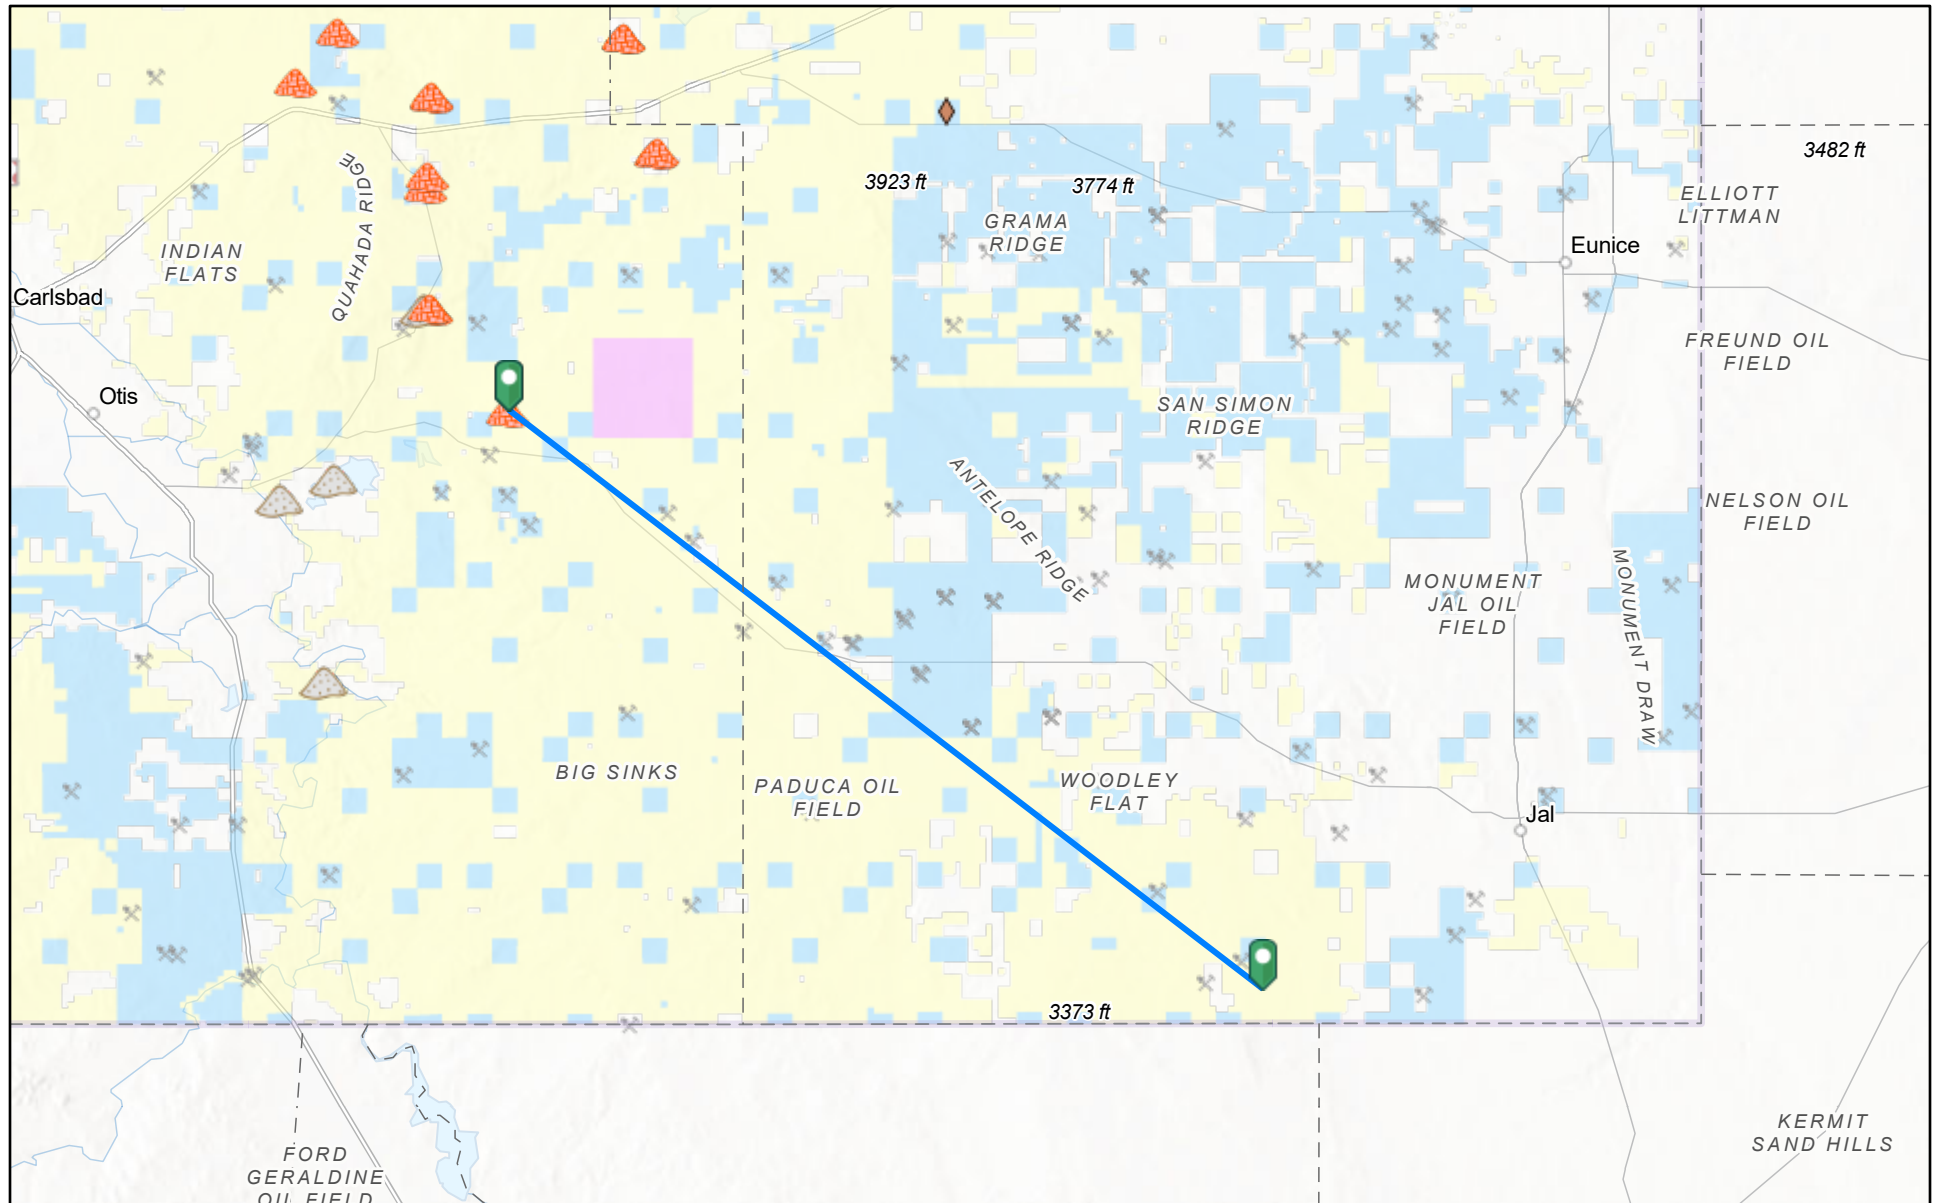 3482 ft
3923 ft
3774 ft
ELLIOTT
LITTMAN
QUAHADA RIDGE
GRAMA
RIDGE
INDIAN
FLATS
Eunice
Carlsbad
FREUND OIL
FIELD
Otis
SAN SIMON
RIDGE
ANTELOPE RIDGE
NELSON OIL
FIELD
MONUMENT
JAL OIL
FIELD
MONUMENT DRAW
BIG SINKS
PADUCA OIL
FIELD
WOODLEY
FLAT
Jal
3373 ft
KERMIT
SAND HILLS
FORD
GERALDINE
OIL FIELD